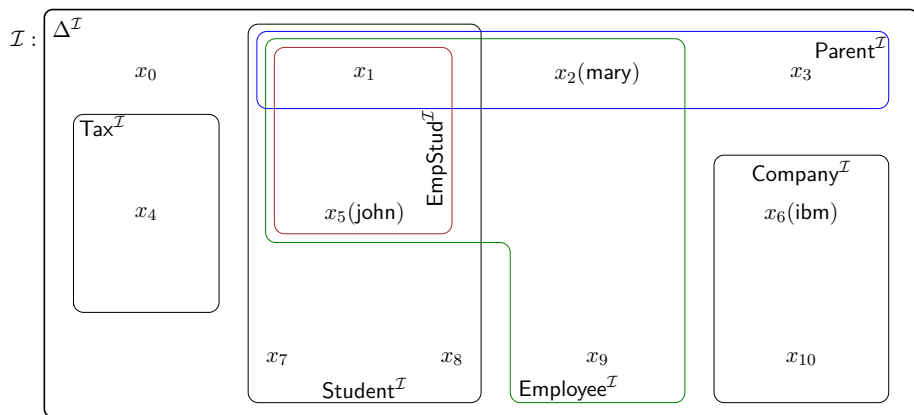 𝓘 : Δ^𝓘
Parent^𝓘
x₀ x₁ x₂(mary) x₃
Tax^𝓘
EmpStud^𝓘
Company^𝓘
x₄ x₅(john) x₆(ibm)
x₇ x₈ x₉ x₁₀
Student^𝓘 Employee^𝓘